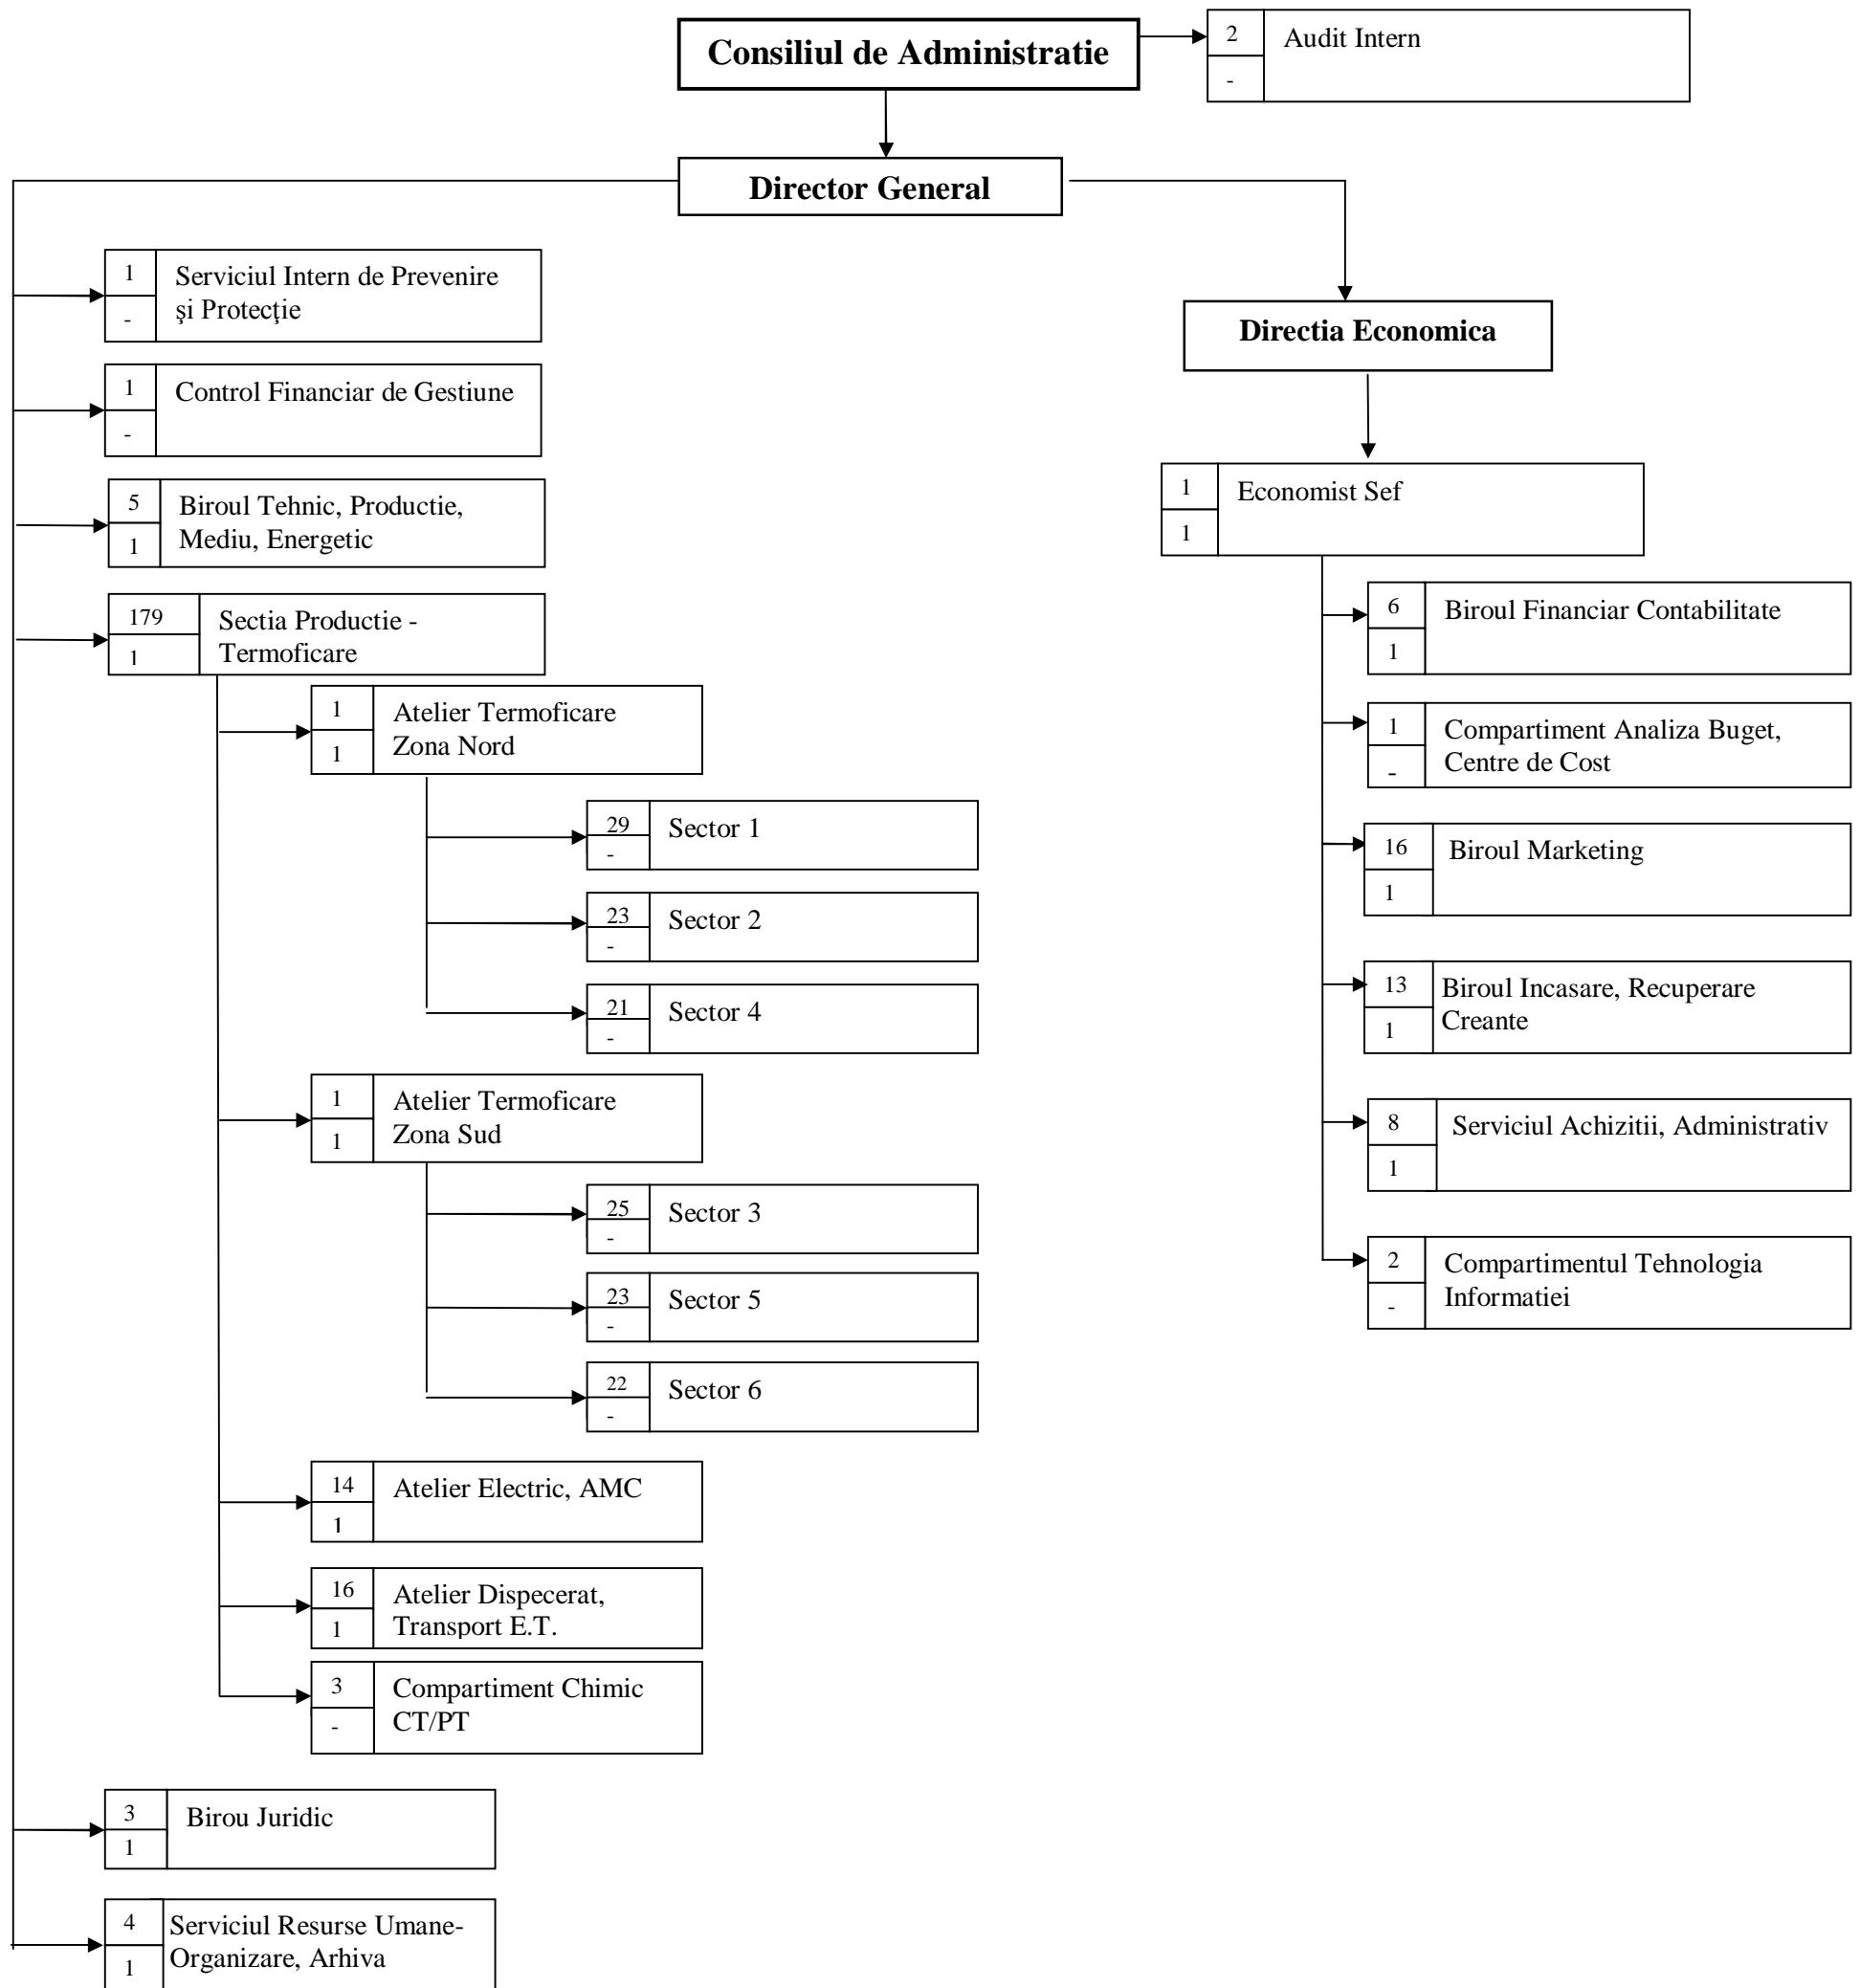 Consiliul de Administratie
2
Audit Intern
-
Director General
1
Serviciul Intern de Prevenire
şi Protecţie
-
1
Control Financiar de Gestiune
-
5
Biroul Tehnic, Productie,
Mediu, Energetic
1
179
Sectia Productie -
Termoficare
1
1
Atelier Termoficare
Zona Nord
1
29
Sector 1
-
23
Sector 2
-
21
Sector 4
-
1
Atelier Termoficare
Zona Sud
1
25
Sector 3
-
23
Sector 5
-
22
Sector 6
-
14
Atelier Electric, AMC
1
16
Atelier Dispecerat,
Transport E.T.
1
3
Compartiment Chimic
CT/PT
-
3
Birou Juridic
1
4
Serviciul Resurse Umane-
Organizare, Arhiva
1
Directia Economica
1
Economist Sef
1
6
Biroul Financiar Contabilitate
1
1
Compartiment Analiza Buget,
Centre de Cost
-
16
Biroul Marketing
1
13
Biroul Incasare, Recuperare
Creante
1
8
Serviciul Achizitii, Administrativ
1
2
Compartimentul Tehnologia
Informatiei
-